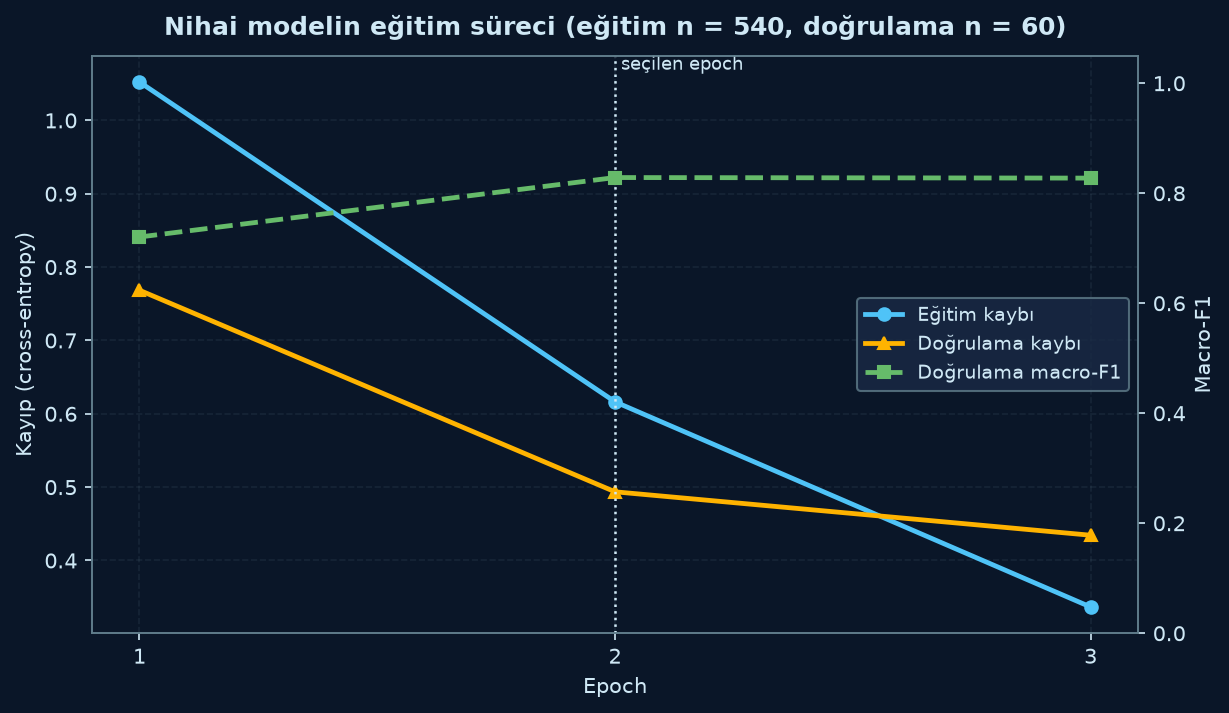 Nihai modelin eğitim süreci (eğitim n = 540, doğrulama n = 60)
seçilen epoch
Kayıp (cross-entropy)
1.0
0.9
0.8
0.7
0.6
0.5
0.4
1.0
0.8
0.6
0.4
0.2
0.0
Macro-F1
Eğitim kaybı
Doğrulama kaybı
Doğrulama macro-F1
1
2
3
Epoch